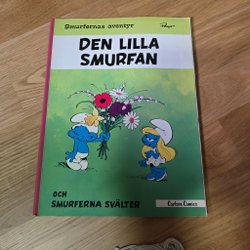 Smurfernas äventyr
Peyo
DEN LILLA
SMURFAN
OCH
SMURFERNA SVÄLTER
Carlsen Comics